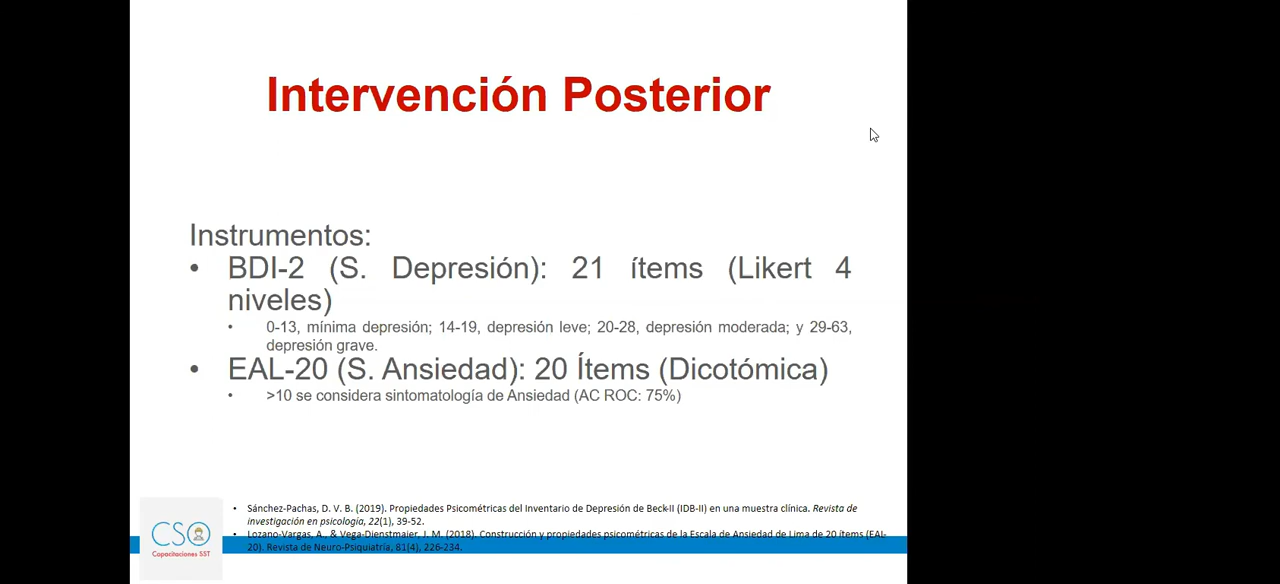 Intervención Posterior
Instrumentos:
• BDI-2 (S. Depresión): 21 ítems (Likert 4
niveles)
• 0-13, mínima depresión; 14-19, depresión leve; 20-28, depresión moderada; y 29-63,
depresión grave.
• EAL-20 (S. Ansiedad): 20 Ítems (Dicotómica)
• >10 se considera sintomatología de Ansiedad (AC ROC: 75%)
• Sánchez-Pachas, D. V. B. (2019). Propiedades Psicométricas del Inventario de Depresión de Beck-II (IDB-II) en una muestra clínica. Revista de
investigación en psicología, 22(1), 39-52.
• Lozano-Vargas, A., & Vega-Dienstmaier, J. M. (2018). Construcción y propiedades psicométricas de la Escala de Ansiedad de Lima de 20 ítems (EAL-
20). Revista de Neuro-Psiquiatría, 81(4), 226-234.
CSO
Capacitaciones SST